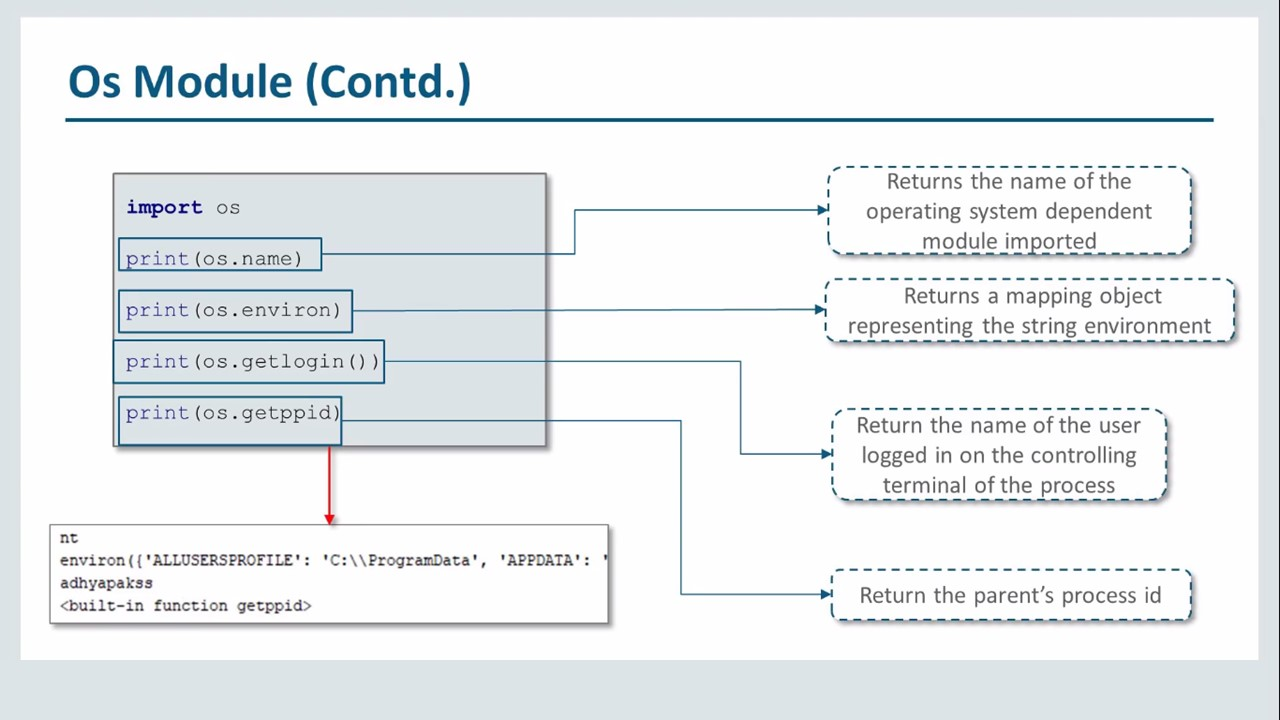 Os Module (Contd.)
import os
print(os.name)
print(os.environ)
print(os.getlogin())
print(os.getppid)
Returns the name of the
operating system dependent
module imported
Returns a mapping object
representing the string environment
Return the name of the user
logged in on the controlling
terminal of the process
Return the parent’s process id
nt
environ({'ALLUSERSPROFILE': 'C:\\ProgramData', 'APPDATA': '
adhyapakss
<built-in function getppid>